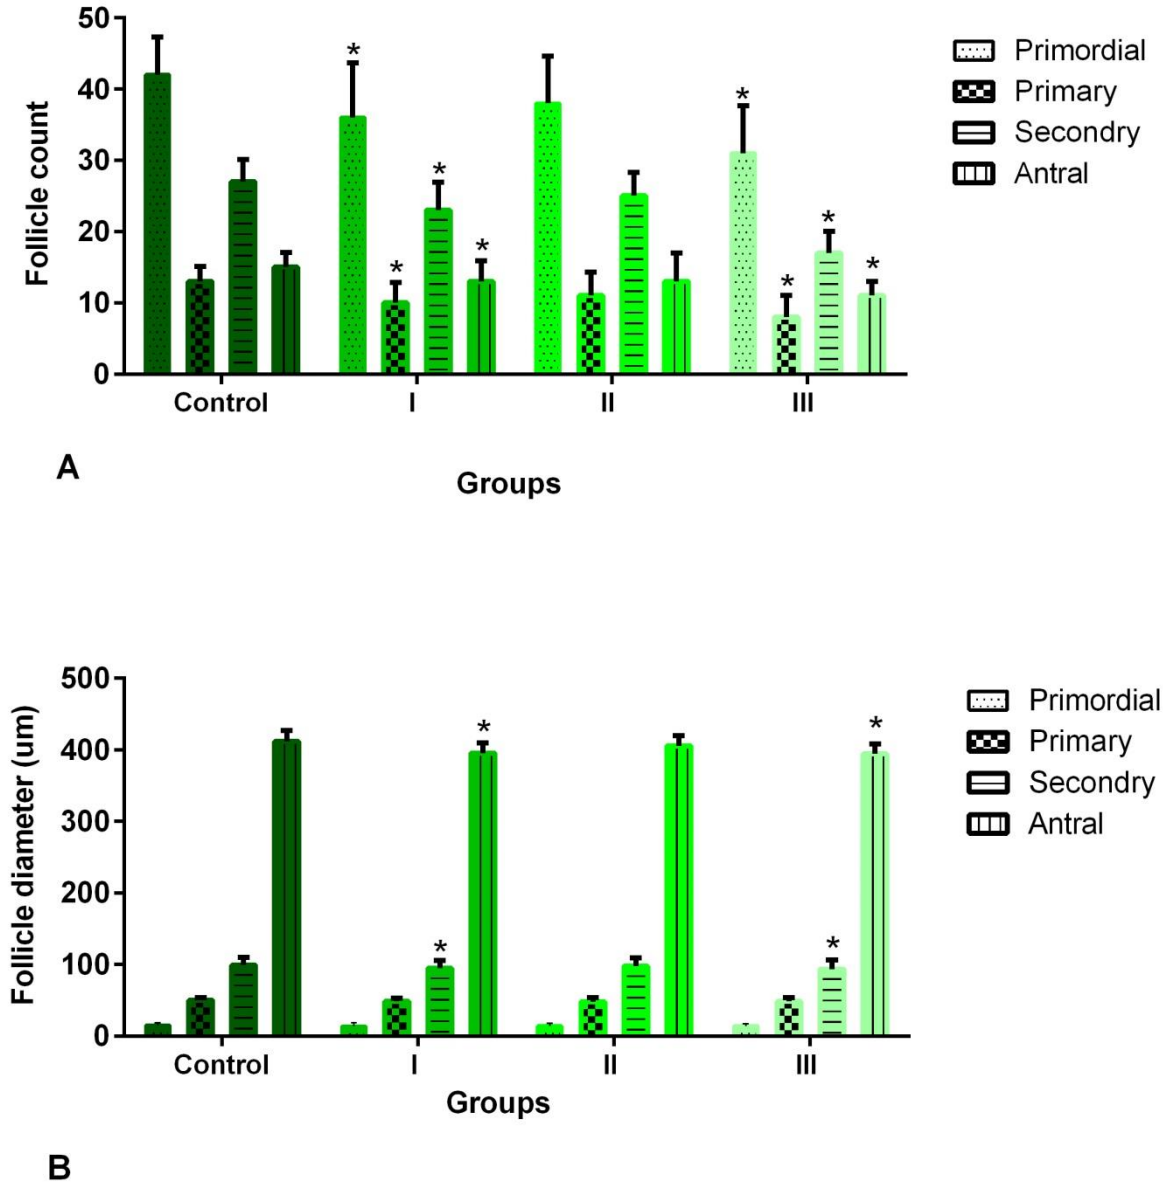 50
40
30
20
10
0
Follicle count
* * * * * * * *
Control I II III
Groups
Primordial
Primary
Secondry
Antral
A
500
400
300
200
100
0
Follicle diameter (um)
* * * *
Control I II III
Groups
Primordial
Primary
Secondry
Antral
B